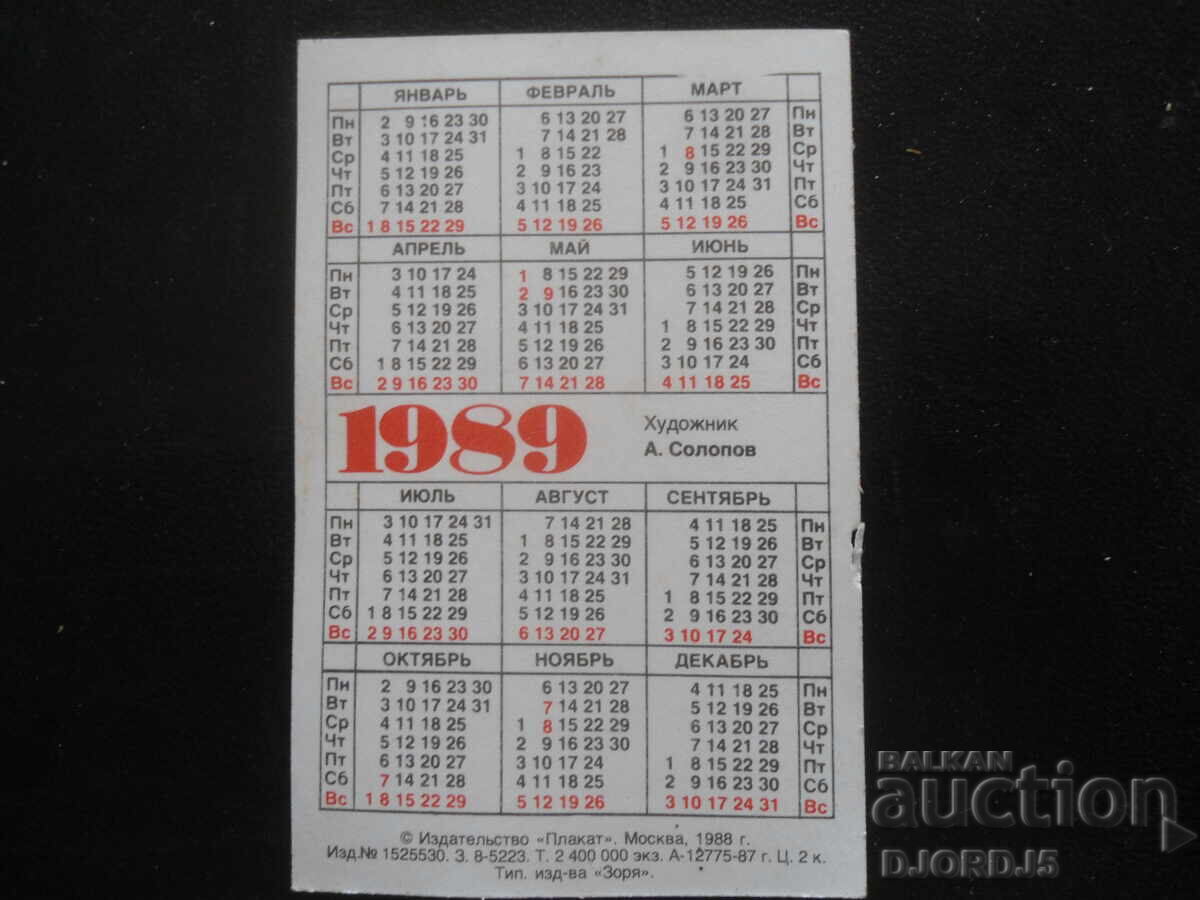 ЯНВАРЬ ФЕВРАЛЬ МАРТ
Пн 2 9 16 23 30 6 13 20 27 6 13 20 27 Пн
Вт 3 10 17 24 31 7 14 21 28 7 14 21 28 Вт
Ср 4 11 18 25 1 8 15 22 1 8 15 22 29 Ср
Чт 5 12 19 26 2 9 16 23 2 9 16 23 30 Чт
Пт 6 13 20 27 3 10 17 24 3 10 17 24 31 Пт
Сб 7 14 21 28 4 11 18 25 4 11 18 25 Сб
Вс 1 8 15 22 29 5 12 19 26 5 12 19 26 Вс
АПРЕЛЬ МАЙ ИЮНЬ
Пн 3 10 17 24 1 8 15 22 29 5 12 19 26 Пн
Вт 4 11 18 25 2 9 16 23 30 6 13 20 27 Вт
Ср 5 12 19 26 3 10 17 24 31 7 14 21 28 Ср
Чт 6 13 20 27 4 11 18 25 1 8 15 22 29 Чт
Пт 7 14 21 28 5 12 19 26 2 9 16 23 30 Пт
Сб 1 8 15 22 29 6 13 20 27 3 10 17 24 Сб
Вс 2 9 16 23 30 7 14 21 28 4 11 18 25 Вс
1989 Художник
А. Солопов
ИЮЛЬ АВГУСТ СЕНТЯБРЬ
Пн 3 10 17 24 31 7 14 21 28 4 11 18 25 Пн
Вт 4 11 18 25 1 8 15 22 29 5 12 19 26 Вт
Ср 5 12 19 26 2 9 16 23 30 6 13 20 27 Ср
Чт 6 13 20 27 3 10 17 24 31 7 14 21 28 Чт
Пт 7 14 21 28 4 11 18 25 1 8 15 22 29 Пт
Сб 1 8 15 22 29 5 12 19 26 2 9 16 23 30 Сб
Вс 2 9 16 23 30 6 13 20 27 3 10 17 24 Вс
ОКТЯБРЬ НОЯБРЬ ДЕКАБРЬ
Пн 2 9 16 23 30 6 13 20 27 4 11 18 25 Пн
Вт 3 10 17 24 31 7 14 21 28 5 12 19 26 Вт
Ср 4 11 18 25 1 8 15 22 29 6 13 20 27 Ср
Чт 5 12 19 26 2 9 16 23 30 7 14 21 28 Чт
Пт 6 13 20 27 3 10 17 24 1 8 15 22 29 Пт
Сб 7 14 21 28 4 11 18 25 2 9 16 23 30 Сб
Вс 1 8 15 22 29 5 12 19 26 3 10 17 24 31 Вс
© Издательство «Плакат». Москва, 1988 г.
Изд.№ 1525530. З. 8-5223. Т. 2 400 000 экз. А-12775-87 г. Ц. 2 к.
Тип. изд-ва «Зоря».
BALKAN
auction
DJORDJ5